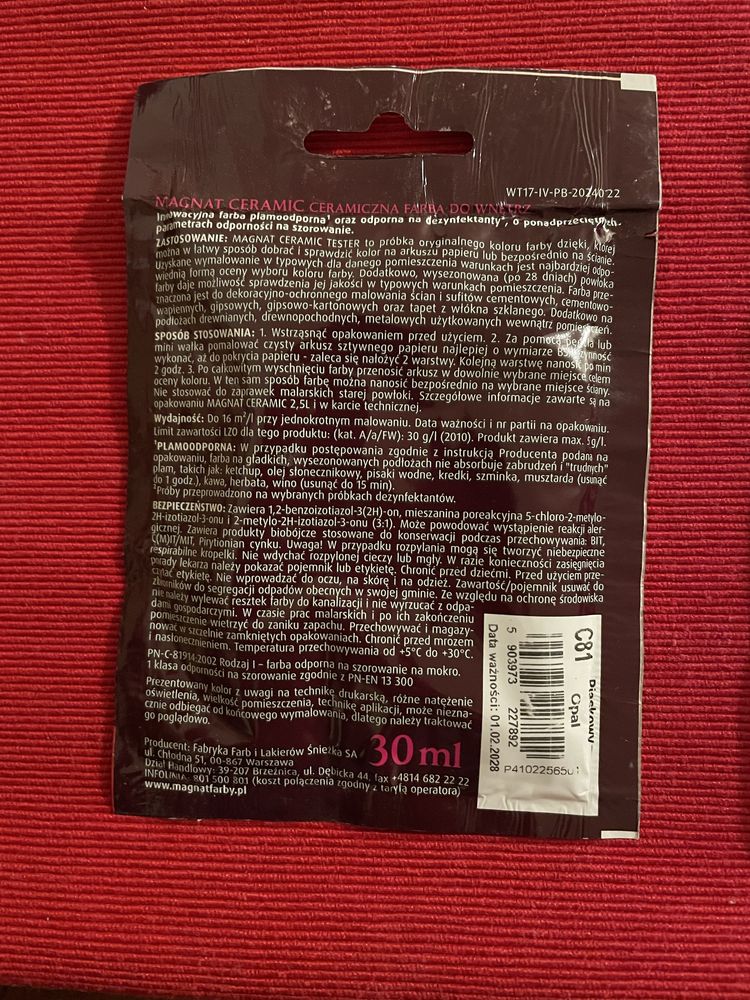 WT17-IV-PB-2024022
MAGNAT CERAMIC CERAMICZNA FARBA DO WNĘTRZ
Innowacyjna farba plamoodporna¹ oraz odporna na dezynfektanty², o ponadprzeciętnych
parametrach odporności na szorowanie.
ZASTOSOWANIE: MAGNAT CERAMIC TESTER to próbka oryginalnego koloru farby dzięki, której
można w łatwy sposób dobrać i sprawdzić kolor na arkuszu papieru lub bezpośrednio na ścianie.
Uzyskane wymalowanie w typowych dla danego pomieszczenia warunkach jest najbardziej odpo-
wiednią formą oceny wyboru koloru farby. Dodatkowo, wysezonowana (po 28 dniach) powłoka
farby daje możliwość sprawdzenia jej jakości w typowych warunkach pomieszczenia. Farba prze-
znaczona jest do dekoracyjno-ochronnego malowania ścian i sufitów cementowych, cementowo-
wapiennych, gipsowych, gipsowo-kartonowych oraz tapet z włókna szklanego. Dodatkowo na
podłożach drewnianych, drewnopochodnych, metalowych użytkowanych wewnątrz pomieszczeń.
SPOSÓB STOSOWANIA: 1. Wstrząsnąć opakowaniem przed użyciem. 2. Za pomocą pędzla lub
mini wałka pomalować czysty arkusz sztywnego papieru najlepiej o wymiarze B5. Czynność
wykonać, aż do pokrycia papieru - zaleca się nałożyć 2 warstwy. Kolejną warstwę nanosić po min
2 godz. 3. Po całkowitym wyschnięciu farby przenosić arkusz w dowolnie wybrane miejsce celem
oceny koloru. W ten sam sposób farbę można nanosić bezpośrednio na wybrane miejsce ściany.
Nie stosować do zaprawek malarskich starej powłoki. Szczegółowe informacje zawarte są na
opakowaniu MAGNAT CERAMIC 2,5L i w karcie technicznej.
Wydajność: Do 16 m²/l przy jednokrotnym malowaniu. Data ważności i nr partii na opakowaniu.
Limit zawartości LZO dla tego produktu: (kat. A/a/FW): 30 g/l (2010). Produkt zawiera max. g/l.
¹PLAMOODPORNA: W przypadku postępowania zgodnie z instrukcją Producenta podaną na
opakowaniu, farba na gładkich, wysezonowanych podłożach nie absorbuje zabrudzeń i "trudnych"
plam, takich jak: ketchup, olej słonecznikowy, pisaki wodne, kredki, szminka, musztarda (usunąć
do 1 godz.), kawa, herbata, wino (usunąć do 15 min).
²Próby przeprowadzono na wybranych próbkach dezynfektantów.
BEZPIECZEŃSTWO: Zawiera 1,2-benzoizotiazol-3(2H)-on, mieszanina poreakcyjna 5-chloro-2-metylo-
2H-izotiazol-3-onu i 2-metylo-2H-izotiazol-3-onu (3:1). Może powodować wystąpienie reakcji aler-
gicznej. Zawiera produkty biobójcze stosowane do konserwacji podczas przechowywania: BIT,
C(M)IT/MIT, Pirytionian cynku. Uwaga! W przypadku rozpylania mogą się tworzyć niebezpieczne
respirabilne kropelki. Nie wdychać rozpylonej cieczy lub mgły. W razie konieczności zasięgnięcia
porady lekarza należy pokazać pojemnik lub etykietę. Chronić przed dziećmi. Przed użyciem prze-
czytać etykietę. Nie wprowadzać do oczu, na skórę i na odzież. Zawartość/pojemnik usuwać do
zbiorników do segregacji odpadów obecnych w swojej gminie. Ze względu na ochronę środowiska
nie należy wylewać resztek farby do kanalizacji i nie wyrzucać z odpa-
dami gospodarczymi. W czasie prac malarskich i po ich zakończeniu
pomieszczenie wietrzyć do zaniku zapachu. Przechowywać i magazy-
nować w szczelnie zamkniętych opakowaniach. Chronić przed mrozem
i nasłonecznieniem. Temperatura przechowywania od +5°C do +30°C.
PN-C-81914:2002 Rodzaj I – farba odporna na szorowanie na mokro.
1 klasa odporności na szorowanie zgodnie z PN-EN 13 300
Prezentowany kolor z uwagi na technikę drukarską, różne natężenie
oświetlenia, wielkość pomieszczenia, technikę aplikacji, może niezna-
cznie odbiegać od końcowego wymalowania, dlatego należy traktować
go poglądowo.
Producent: Fabryka Farb i Lakierów Śnieżka SA
ul. Chłodna 51, 00-867 Warszawa
Dział Handlowy: 39-207 Brzeźnica, ul. Dębicka 44, fax +4814 682 22 22
INFOLINIA: 801 500 801 (koszt połączenia zgodny z taryfą operatora)
www.magnatfarby.pl
30 ml
C81 Piaskowy
Opal
5 903973 227892
Data ważności: 01.02.2028
P410225650